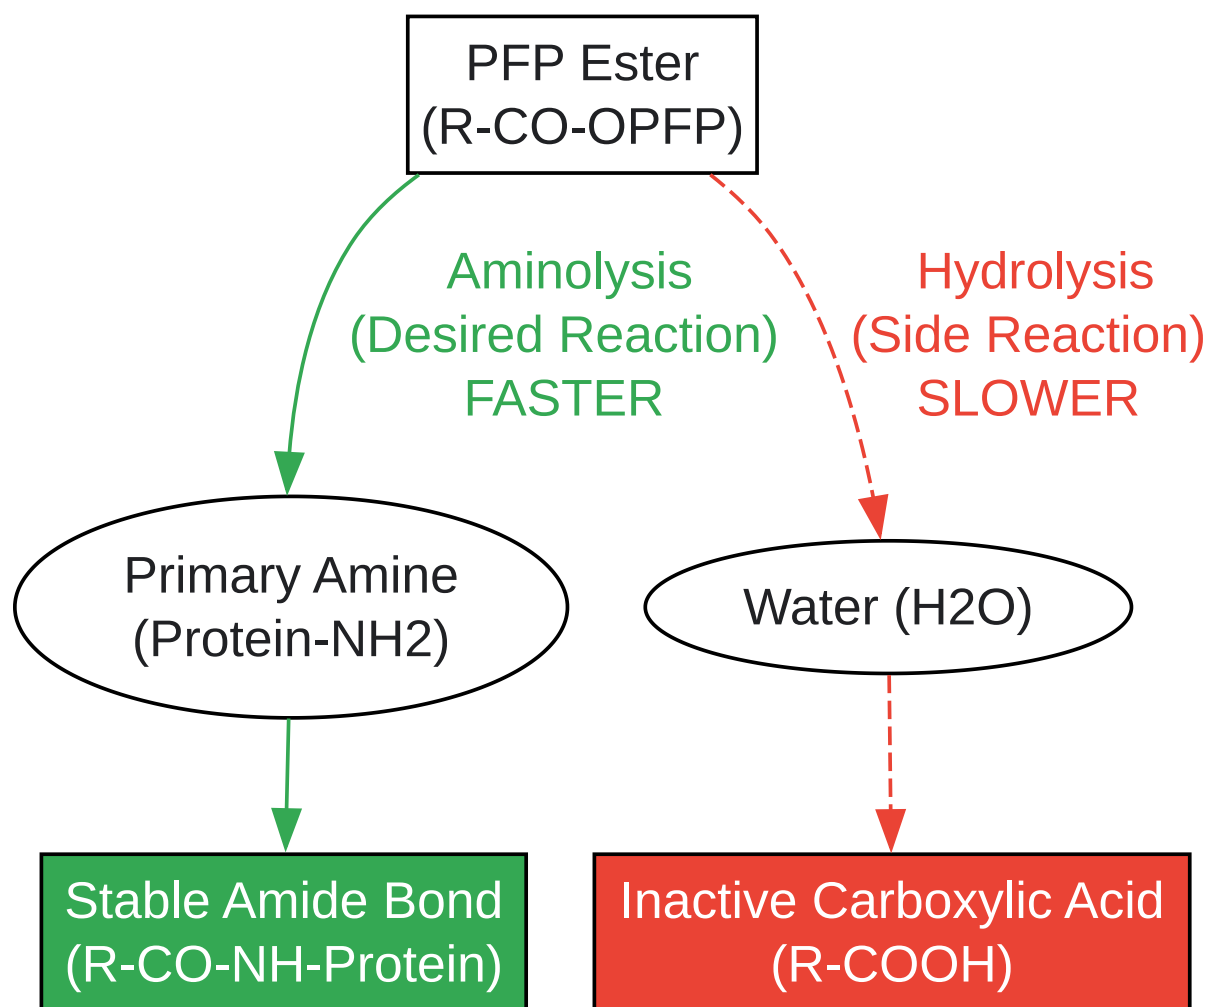 PFP Ester
(R-CO-OPFP)
Aminolysis
(Desired Reaction)
FASTER
Hydrolysis
(Side Reaction)
SLOWER
Primary Amine
(Protein-NH2)
Water (H2O)
Stable Amide Bond
(R-CO-NH-Protein)
Inactive Carboxylic Acid
(R-COOH)